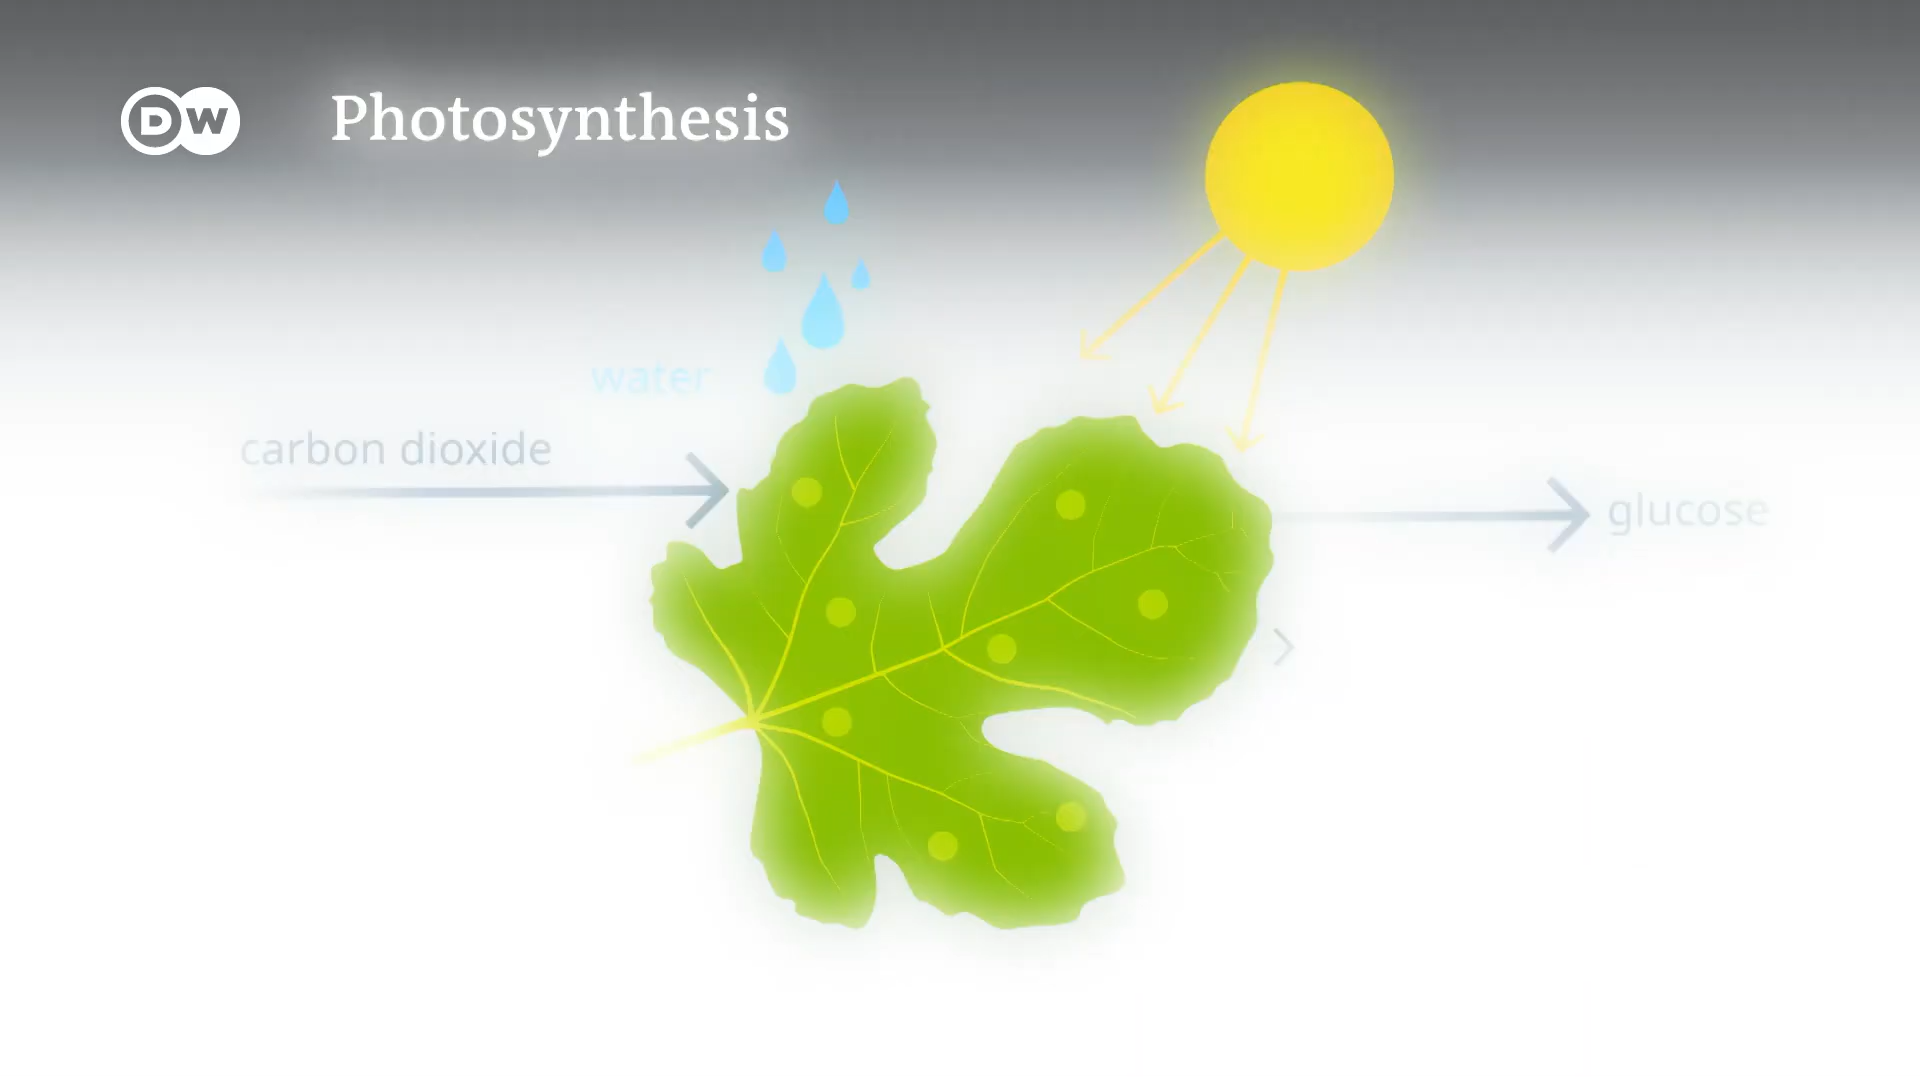 DW
Photosynthesis
water
carbon dioxide
glucose